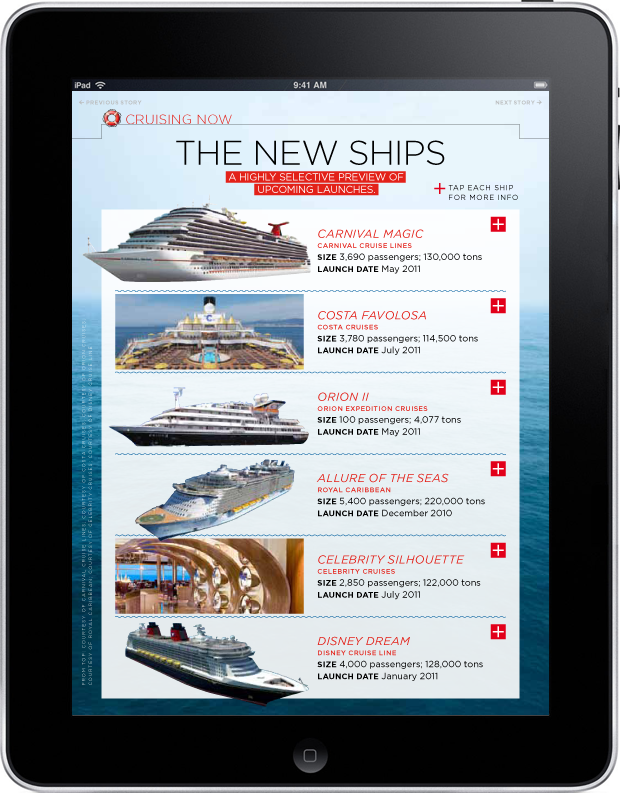 iPad
9:41 AM
← PREVIOUS STORY
NEXT STORY →
CRUISING NOW
THE NEW SHIPS
A HIGHLY SELECTIVE PREVIEW OF
UPCOMING LAUNCHES.
+ TAP EACH SHIP
FOR MORE INFO
CARNIVAL MAGIC
CARNIVAL CRUISE LINES
SIZE 3,690 passengers; 130,000 tons
LAUNCH DATE May 2011
COSTA FAVOLOSA
COSTA CRUISES
SIZE 3,780 passengers; 114,500 tons
LAUNCH DATE July 2011
ORION II
ORION EXPEDITION CRUISES
SIZE 100 passengers; 4,077 tons
LAUNCH DATE May 2011
ALLURE OF THE SEAS
ROYAL CARIBBEAN
SIZE 5,400 passengers; 220,000 tons
LAUNCH DATE December 2010
CELEBRITY SILHOUETTE
CELEBRITY CRUISES
SIZE 2,850 passengers; 122,000 tons
LAUNCH DATE July 2011
DISNEY DREAM
DISNEY CRUISE LINE
SIZE 4,000 passengers; 128,000 tons
LAUNCH DATE January 2011
FROM TOP: COURTESY OF CARNIVAL CRUISE LINES; COURTESY OF COSTA CRUISES; COURTESY OF
COURTESY OF ROYAL CARIBBEAN; COURTESY OF CELEBRITY CRUISES; COURTESY OF DISNEY CRUISE LINE